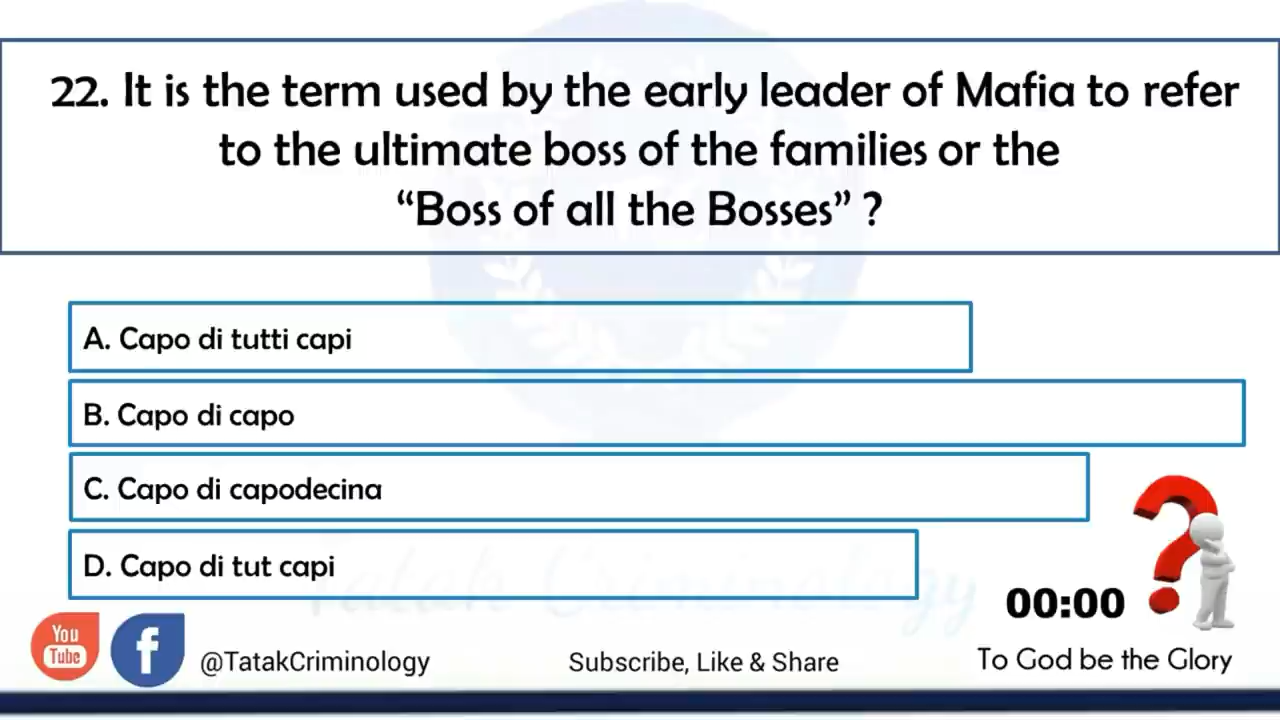 22. It is the term used by the early leader of Mafia to refer
to the ultimate boss of the families or the
“Boss of all the Bosses” ?
A. Capo di tutti capi
B. Capo di capo
C. Capo di capodecina
D. Capo di tut capi
Tatak Criminology
00:00
You
Tube
f
@TatakCriminology
Subscribe, Like & Share
To God be the Glory